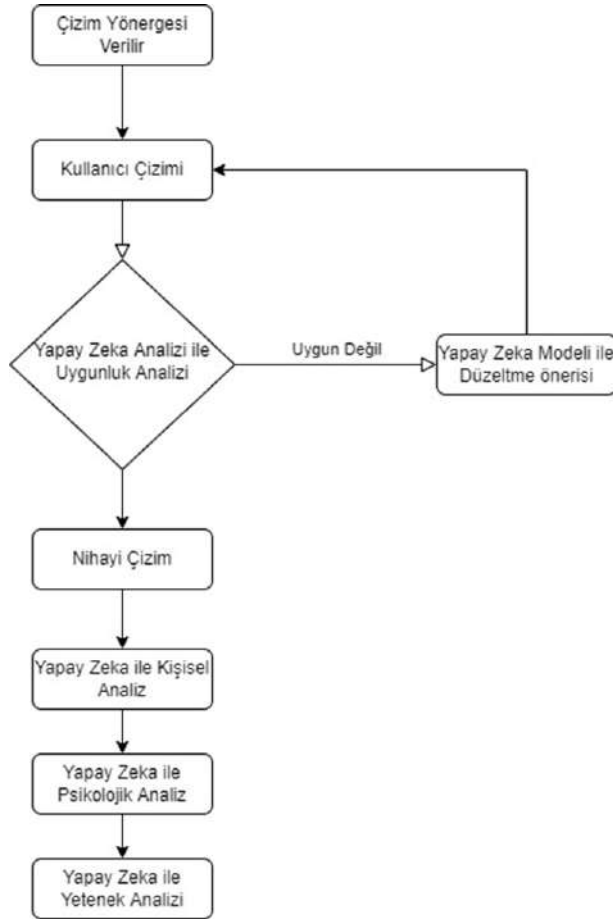 Çizim Yönergesi
Verilir
Kullanıcı Çizimi
Yapay Zeka Analizi ile
Uygunluk Analizi
Uygun Değil
Yapay Zeka Modeli ile
Düzeltme önerisi
Nihayi Çizim
Yapay Zeka ile Kişisel
Analiz
Yapay Zeka ile
Psikolojik Analiz
Yapay Zeka ile
Yetenek Analizi